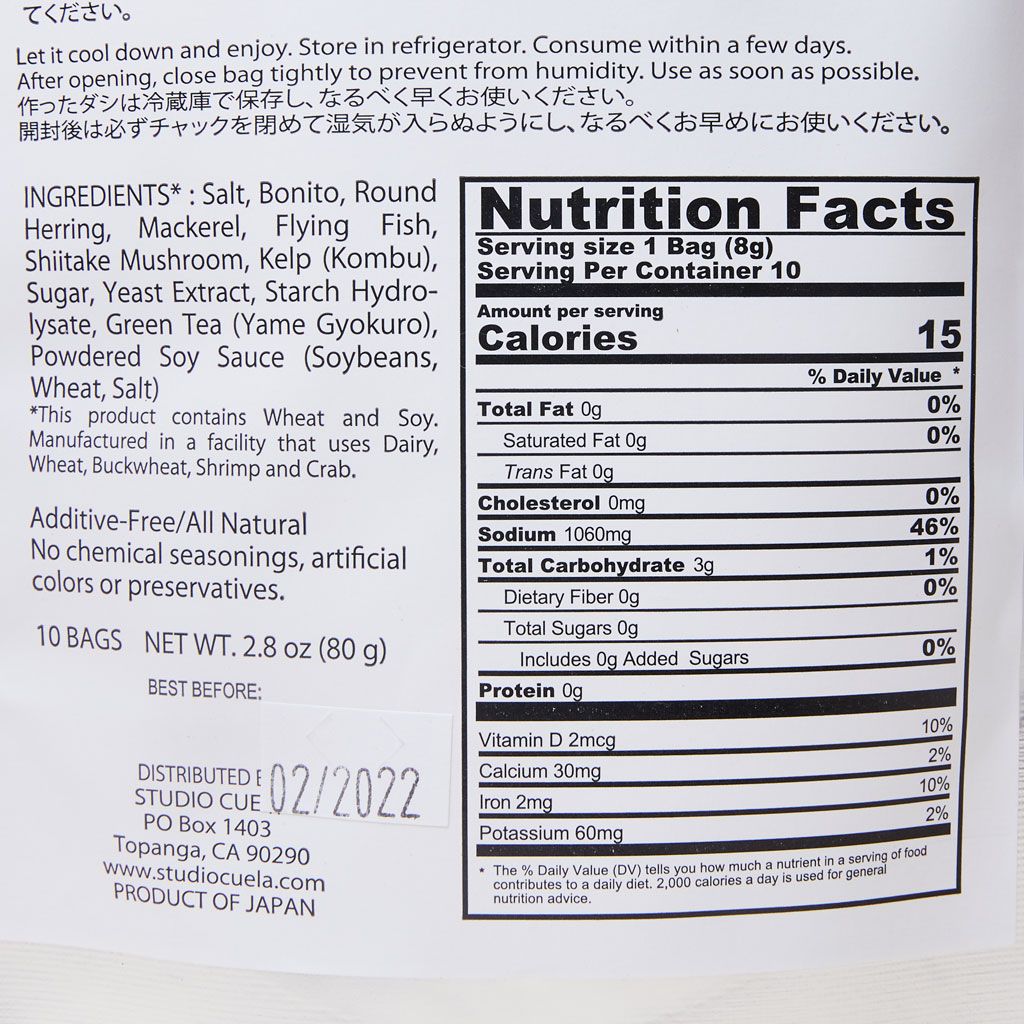 てください。
Let it cool down and enjoy. Store in refrigerator. Consume within a few days.
After opening, close bag tightly to prevent from humidity. Use as soon as possible.
作ったダシは冷蔵庫で保存し、なるべく早くお使いください。
開封後は必ずチャックを閉めて湿気が入らぬようにし、なるべくお早めにお使いください。
INGREDIENTS* : Salt, Bonito, Round
Herring, Mackerel, Flying Fish,
Shiitake Mushroom, Kelp (Kombu),
Sugar, Yeast Extract, Starch Hydro-
lysate, Green Tea (Yame Gyokuro),
Powdered Soy Sauce (Soybeans,
Wheat, Salt)
*This product contains Wheat and Soy.
Manufactured in a facility that uses Dairy,
Wheat, Buckwheat, Shrimp and Crab.
Additive-Free/All Natural
No chemical seasonings, artificial
colors or preservatives.
10 BAGS NET WT. 2.8 oz (80 g)
BEST BEFORE:
02/2022
DISTRIBUTED
STUDIO CUE
PO Box 1403
Topanga, CA 90290
www.studiocuela.com
PRODUCT OF JAPAN
Nutrition Facts
Serving size 1 Bag (8g)
Serving Per Container 10
Amount per serving
Calories 15
% Daily Value *
Total Fat 0g 0%
Saturated Fat 0g 0%
Trans Fat 0g
Cholesterol 0mg 0%
Sodium 1060mg 46%
Total Carbohydrate 3g 1%
Dietary Fiber 0g 0%
Total Sugars 0g
Includes 0g Added Sugars 0%
Protein 0g
Vitamin D 2mcg 10%
Calcium 30mg 2%
Iron 2mg 10%
Potassium 60mg 2%
* The % Daily Value (DV) tells you how much a nutrient in a serving of food
contributes to a daily diet. 2,000 calories a day is used for general
nutrition advice.